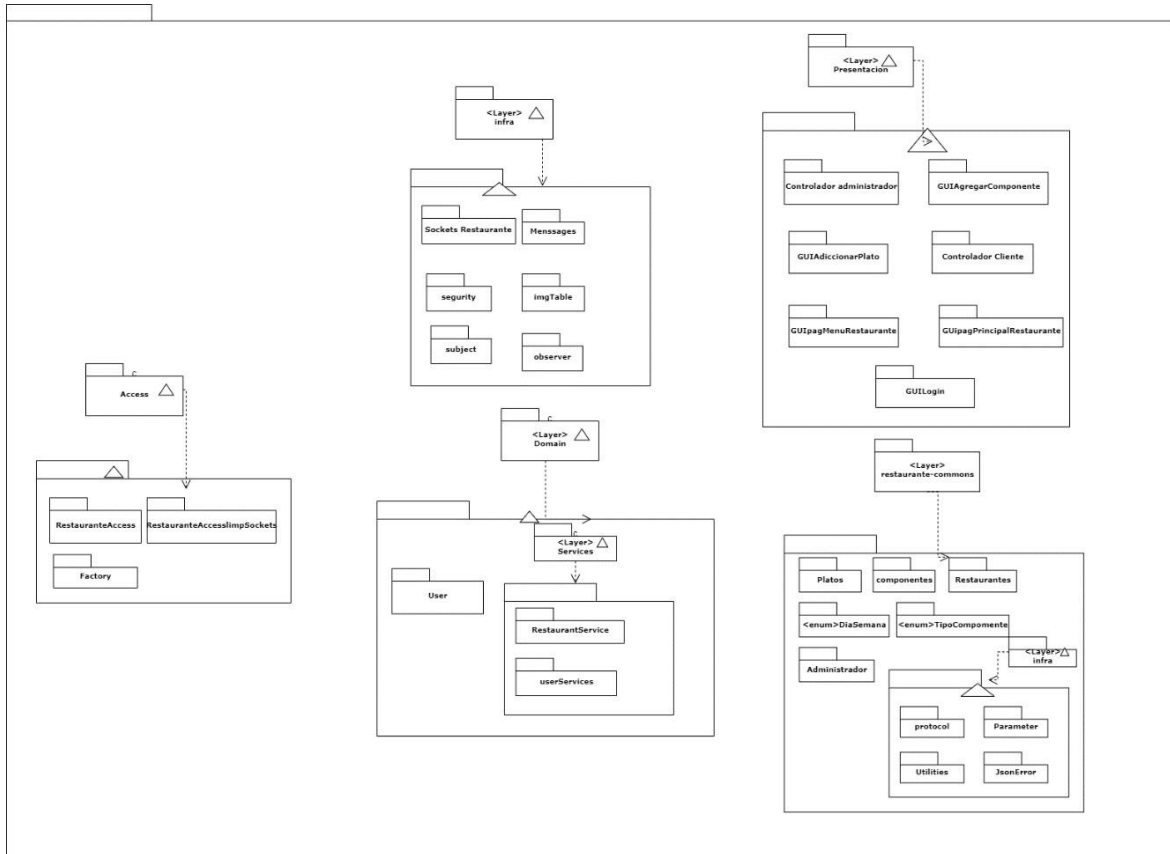 <Layer>
Presentacion
<Layer>
infra
Controlador administrador
GUIAgregarComponente
Sockets Restaurante
Menssages
GUIAdiccionarPlato
Controlador Cliente
segurity
imgTable
GUIpagMenuRestaurante
GUipagPrincipalRestaurante
subject
observer
c
Access
GUILogin
c
<Layer>
Domain
<Layer>
restaurante-commons
RestauranteAccess
RestauranteAccesslimpSockets
Factory
c
<Layer>
Services
User
RestaurantService
userServices
Platos
componentes
Restaurantes
<enum>DiaSemana
<enum>TipoCompomente
<Layer>
infra
Administrador
protocol
Parameter
Utilities
JsonError